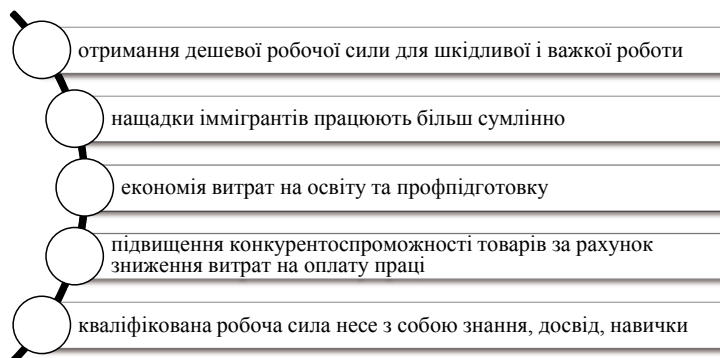 отримання дешевої робочої сили для шкідливої і важкої роботи
нащадки іммігрантів працюють більш сумлінно
економія витрат на освіту та профпідготовку
підвищення конкурентоспроможності товарів за рахунок
зниження витрат на оплату праці
кваліфікована робоча сила несе з собою знання, досвід, навички